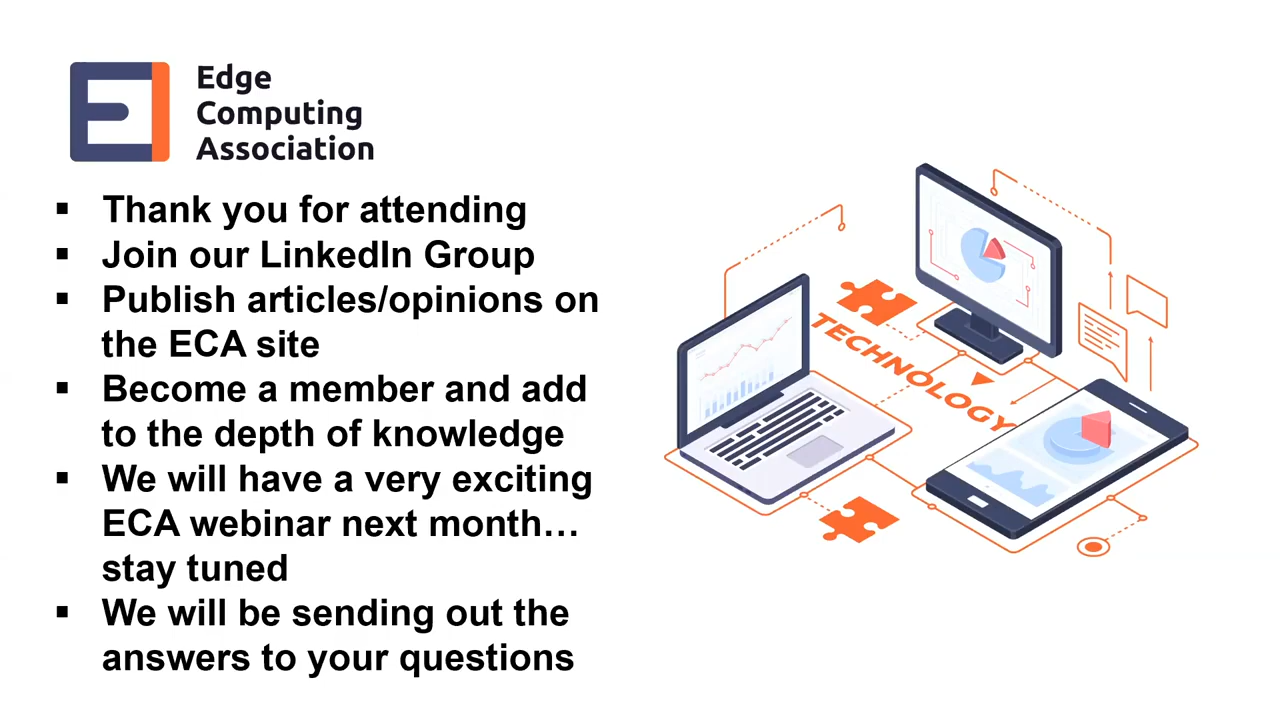 Edge
Computing
Association
▪ Thank you for attending
▪ Join our LinkedIn Group
▪ Publish articles/opinions on
the ECA site
▪ Become a member and add
to the depth of knowledge
▪ We will have a very exciting
ECA webinar next month…
stay tuned
▪ We will be sending out the
answers to your questions
TECHNOLOGY